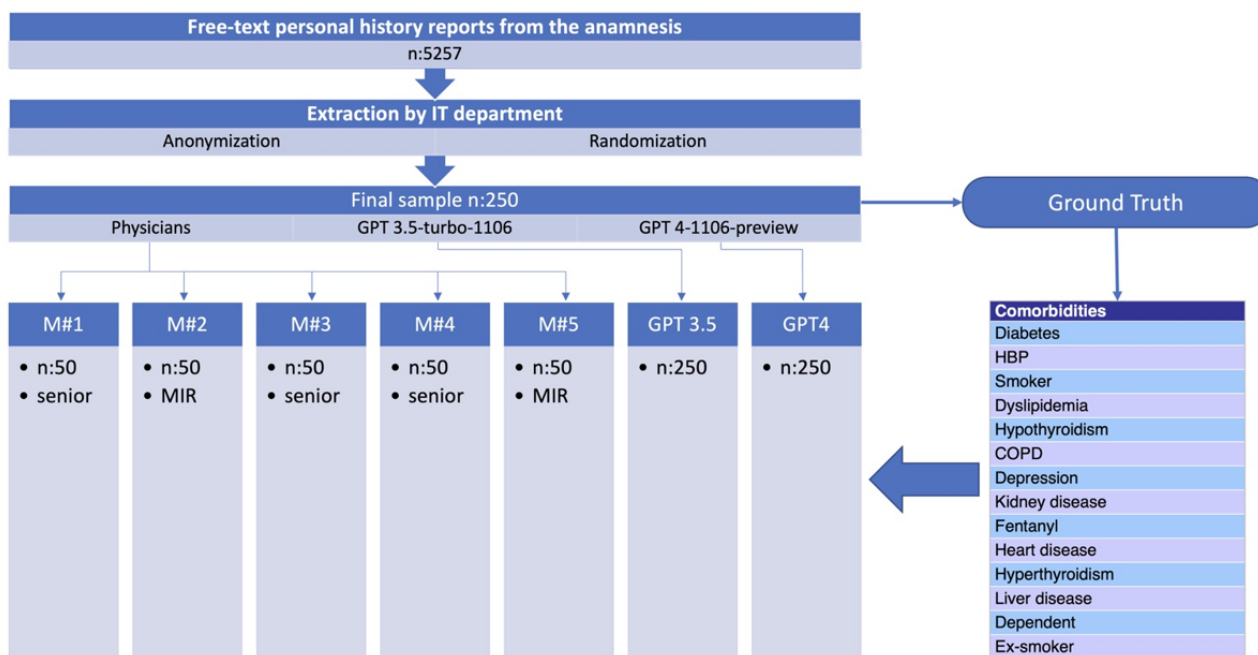 Free-text personal history reports from the anamnesis
n:5257
Extraction by IT department
Anonymization
Randomization
Final sample n:250
Physicians
GPT 3.5-turbo-1106
GPT 4-1106-preview
Ground Truth
M#1
• n:50
• senior
M#2
• n:50
• MIR
M#3
• n:50
• senior
M#4
• n:50
• senior
M#5
• n:50
• MIR
GPT 3.5
• n:250
GPT4
• n:250
Comorbidities
Diabetes
HBP
Smoker
Dyslipidemia
Hypothyroidism
COPD
Depression
Kidney disease
Fentanyl
Heart disease
Hyperthyroidism
Liver disease
Dependent
Ex-smoker